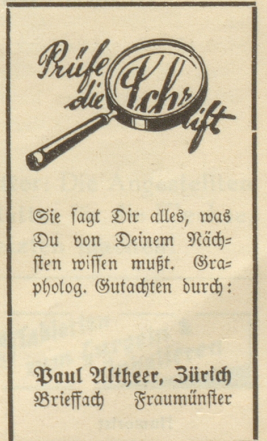 Prüfe
die Schrift
Sie sagt Dir alles, was
Du von Deinem Näch-
sten wissen mußt. Gra-
pholog. Gutachten durch:
Paul Altheer, Zürich
Brieffach Fraumünster